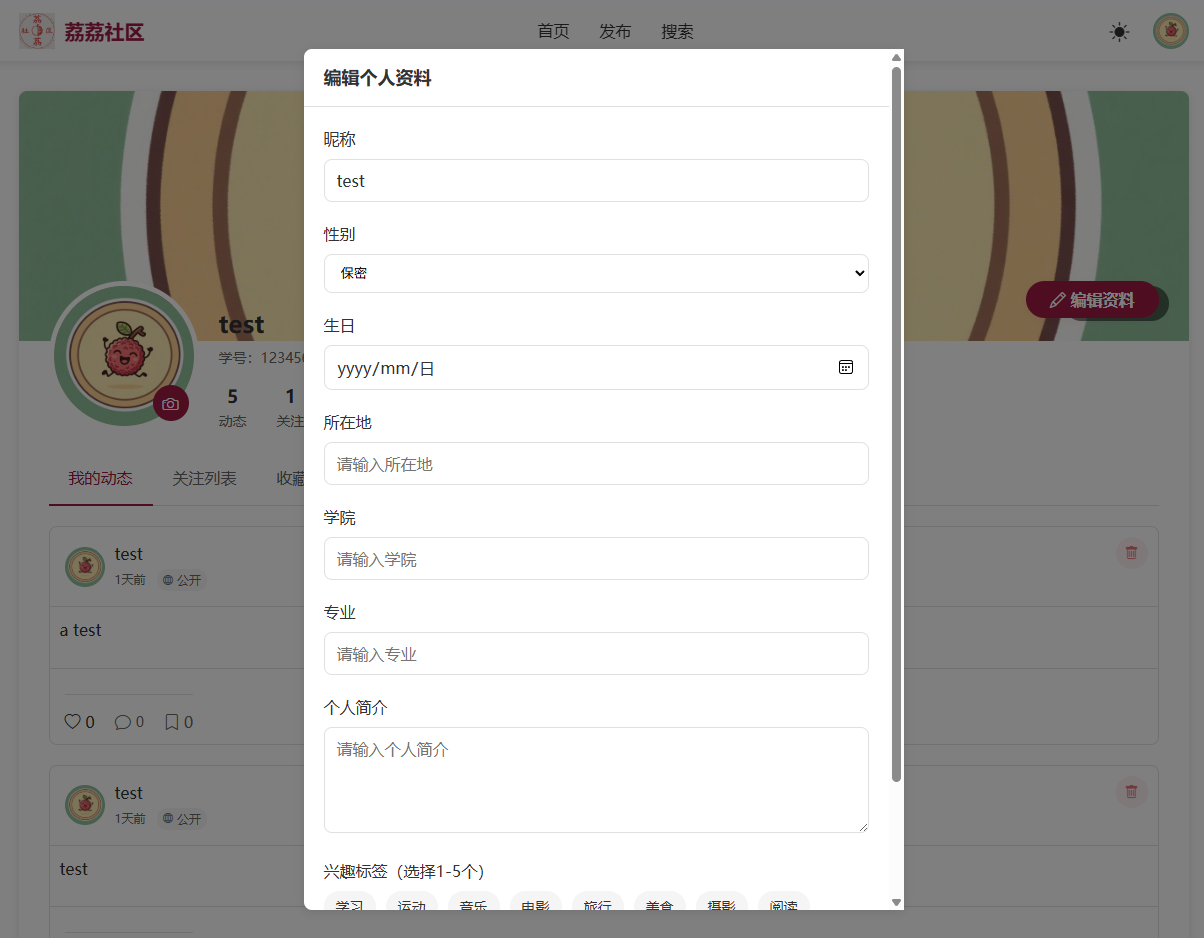 荔荔社区
首页 发布 搜索
编辑个人资料
昵称
test
性别
保密
生日
yyyy/mm/日
所在地
请输入所在地
学院
请输入学院
专业
请输入专业
个人简介
请输入个人简介
兴趣标签（选择1-5个）
学习 运动 音乐 电影 旅行 美食 摄影 阅读
编辑资料
test
学号：123456
5 1
动态 关注
我的动态 关注列表 收藏
test
1天前 公开
a test
0 0 0
test
1天前 公开
test